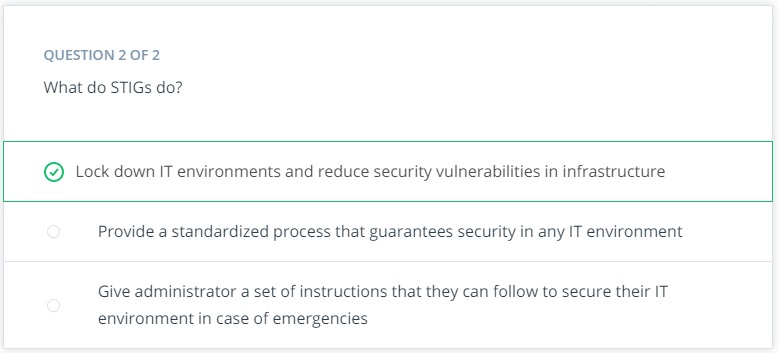 QUESTION 2 OF 2
What do STIGs do?
Lock down IT environments and reduce security vulnerabilities in infrastructure
Provide a standardized process that guarantees security in any IT environment
Give administrator a set of instructions that they can follow to secure their IT
environment in case of emergencies